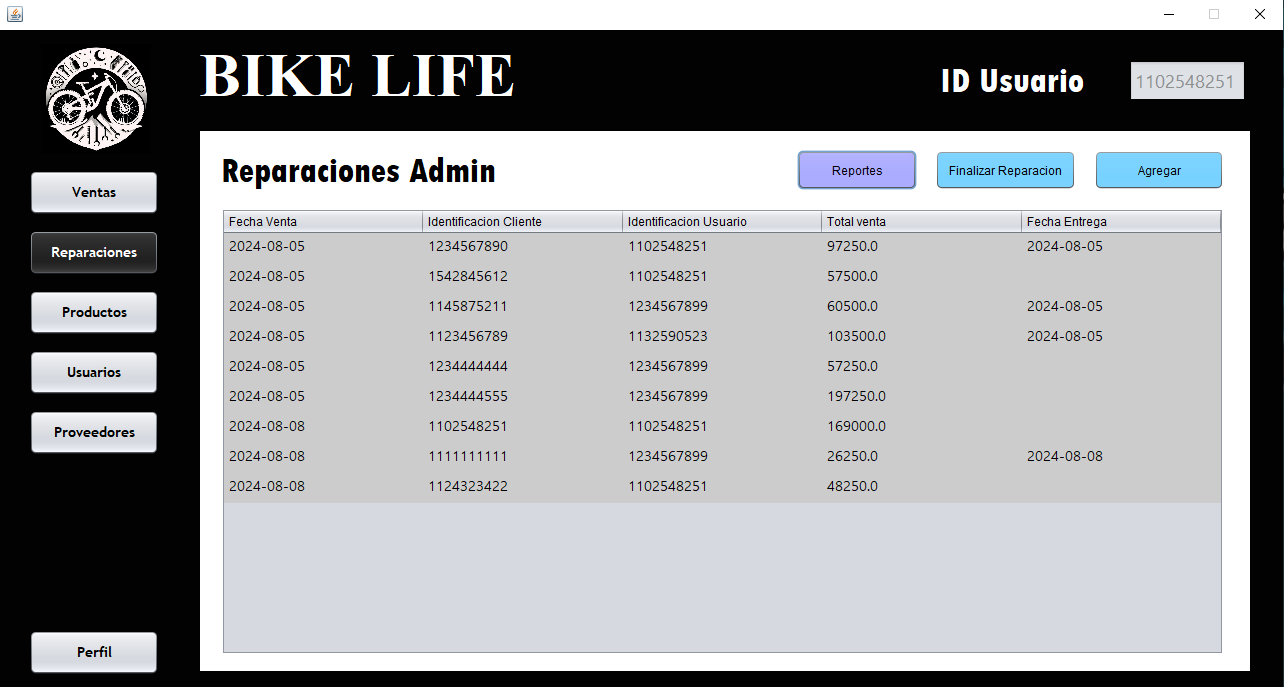 BIKE LIFE
ID Usuario 1102548251
Reparaciones Admin
Reportes Finalizar Reparacion Agregar
Ventas
Reparaciones
Productos
Usuarios
Proveedores
Perfil
Fecha Venta Identificacion Cliente Identificacion Usuario Total venta Fecha Entrega
2024-08-05 1234567890 1102548251 97250.0 2024-08-05
2024-08-05 1542845612 1102548251 57500.0
2024-08-05 1145875211 1234567899 60500.0 2024-08-05
2024-08-05 1123456789 1132590523 103500.0 2024-08-05
2024-08-05 1234444444 1234567899 57250.0
2024-08-05 1234444555 1234567899 197250.0
2024-08-08 1102548251 1102548251 169000.0
2024-08-08 1111111111 1234567899 26250.0 2024-08-08
2024-08-08 1124323422 1102548251 48250.0